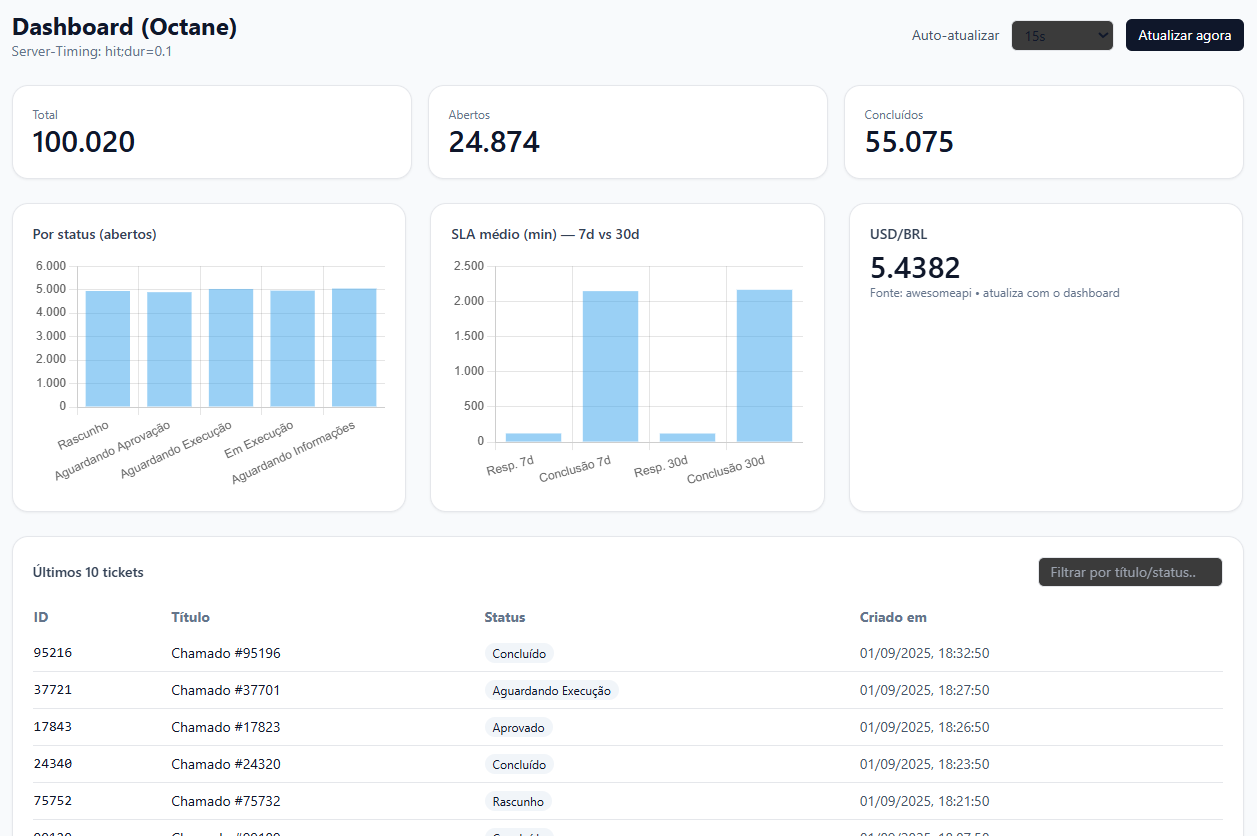 Dashboard (Octane)
Server-Timing: hit;dur=0.1
Auto-atualizar
15s
Atualizar agora
Total
100.020
Abertos
24.874
Concluídos
55.075
Por status (abertos)
6.000
5.000
4.000
3.000
2.000
1.000
0
Rascunho
Aguardando Aprovação
Aguardando Execução
Em Execução
Aguardando Informações
SLA médio (min) — 7d vs 30d
2.500
2.000
1.500
1.000
500
0
Resp. 7d
Conclusão 7d
Resp. 30d
Conclusão 30d
USD/BRL
5.4382
Fonte: awesomeapi • atualiza com o dashboard
Últimos 10 tickets
Filtrar por título/status..
ID Título Status Criado em
95216 Chamado #95196 Concluído 01/09/2025, 18:32:50
37721 Chamado #37701 Aguardando Execução 01/09/2025, 18:27:50
17843 Chamado #17823 Aprovado 01/09/2025, 18:26:50
24340 Chamado #24320 Concluído 01/09/2025, 18:23:50
75752 Chamado #75732 Rascunho 01/09/2025, 18:21:50